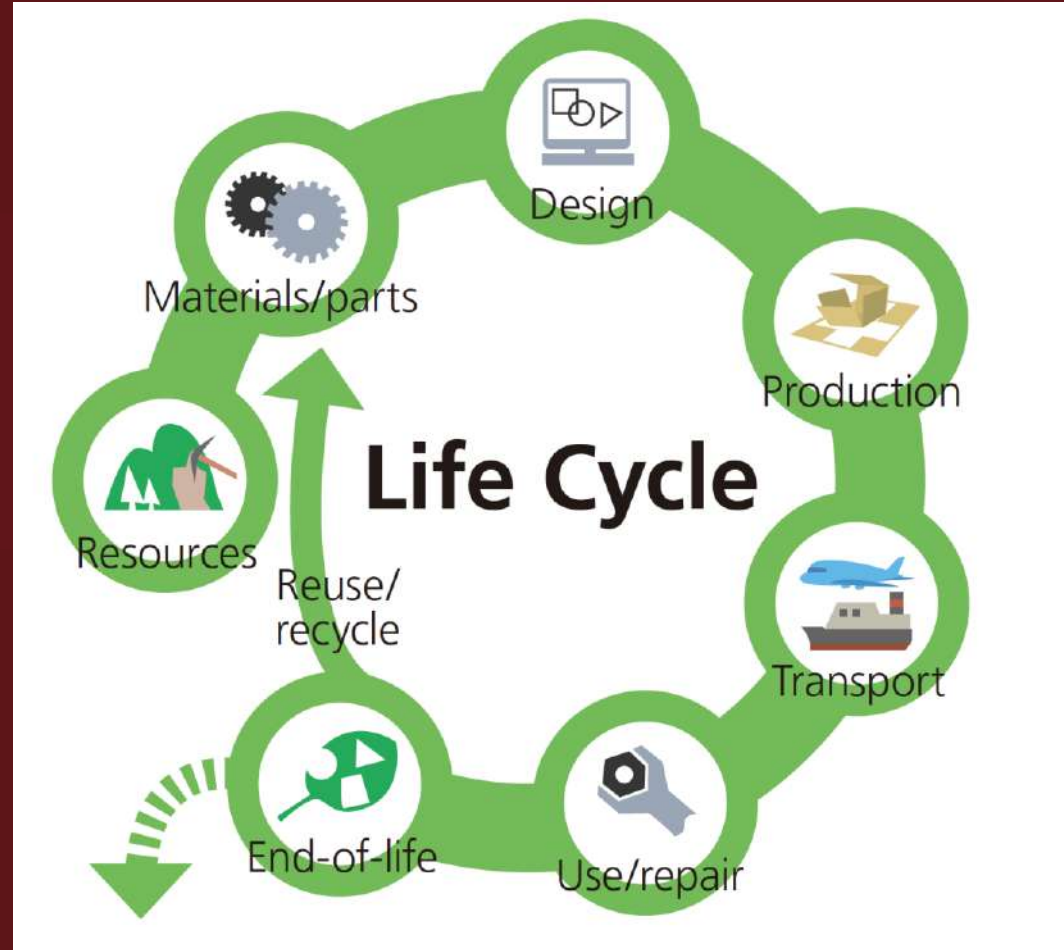 Design
Materials/parts
Production
Life Cycle
Resources
Reuse/
recycle
Transport
End-of-life
Use/repair